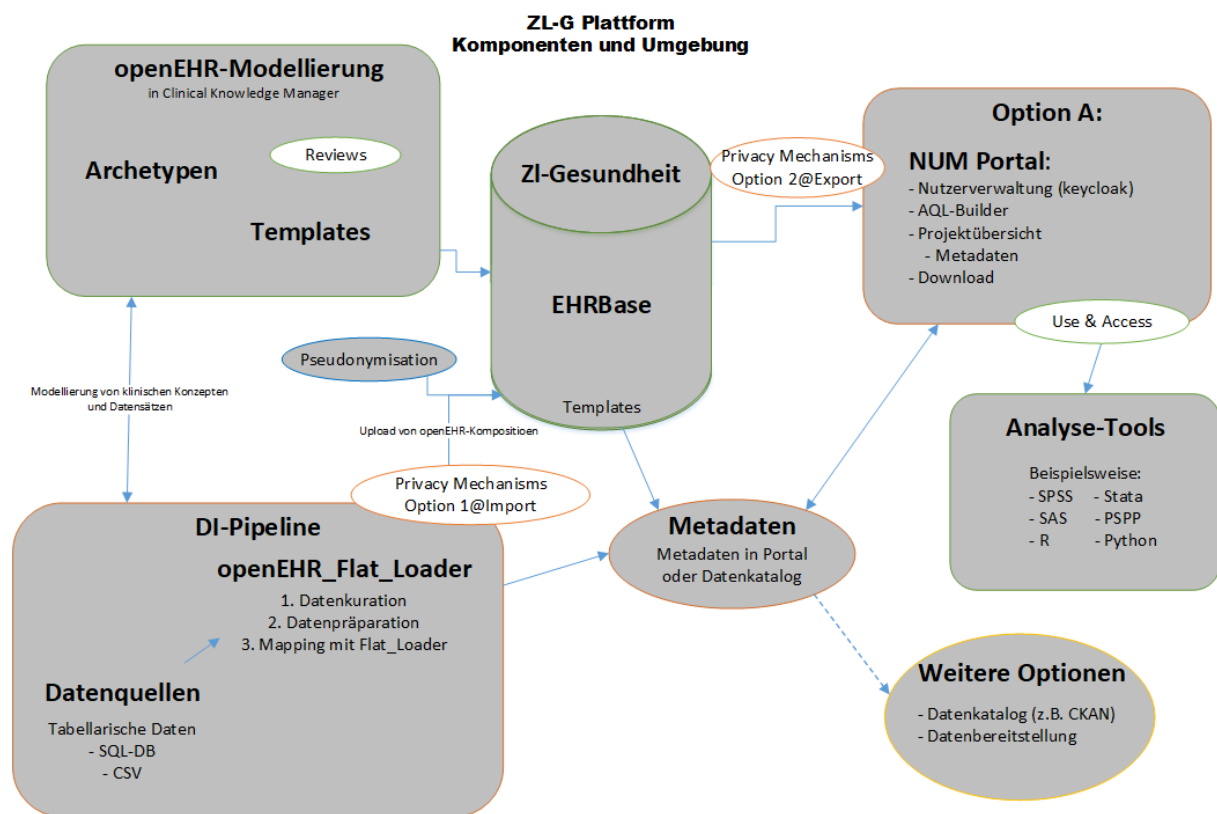 ZL-G Plattform
Komponenten und Umgebung
openEHR-Modellierung
in Clinical Knowledge Manager
Reviews
Archetypen
Templates
ZI-Gesundheit
EHRBase
Templates
Privacy Mechanisms
Option 2@Export
Option A:
NUM Portal:
- Nutzerverwaltung (keycloak)
- AQL-Builder
- Projektübersicht
- Metadaten
- Download
Use & Access
Pseudonymisation
Modellierung von klinischen Konzepten
und Datensätzen
Upload von openEHR-Kompositioen
Privacy Mechanisms
Option 1@Import
Analyse-Tools
Beispielsweise:
- SPSS - Stata
- SAS - PSPP
- R - Python
DI-Pipeline
openEHR_Flat_Loader
1. Datenkuration
2. Datenpräparation
3. Mapping mit Flat_Loader
Datenquellen
Tabellarische Daten
- SQL-DB
- CSV
Metadaten
Metadaten in Portal
oder Datenkatalog
Weitere Optionen
- Datenkatalog (z.B. CKAN)
- Datenbereitstellung